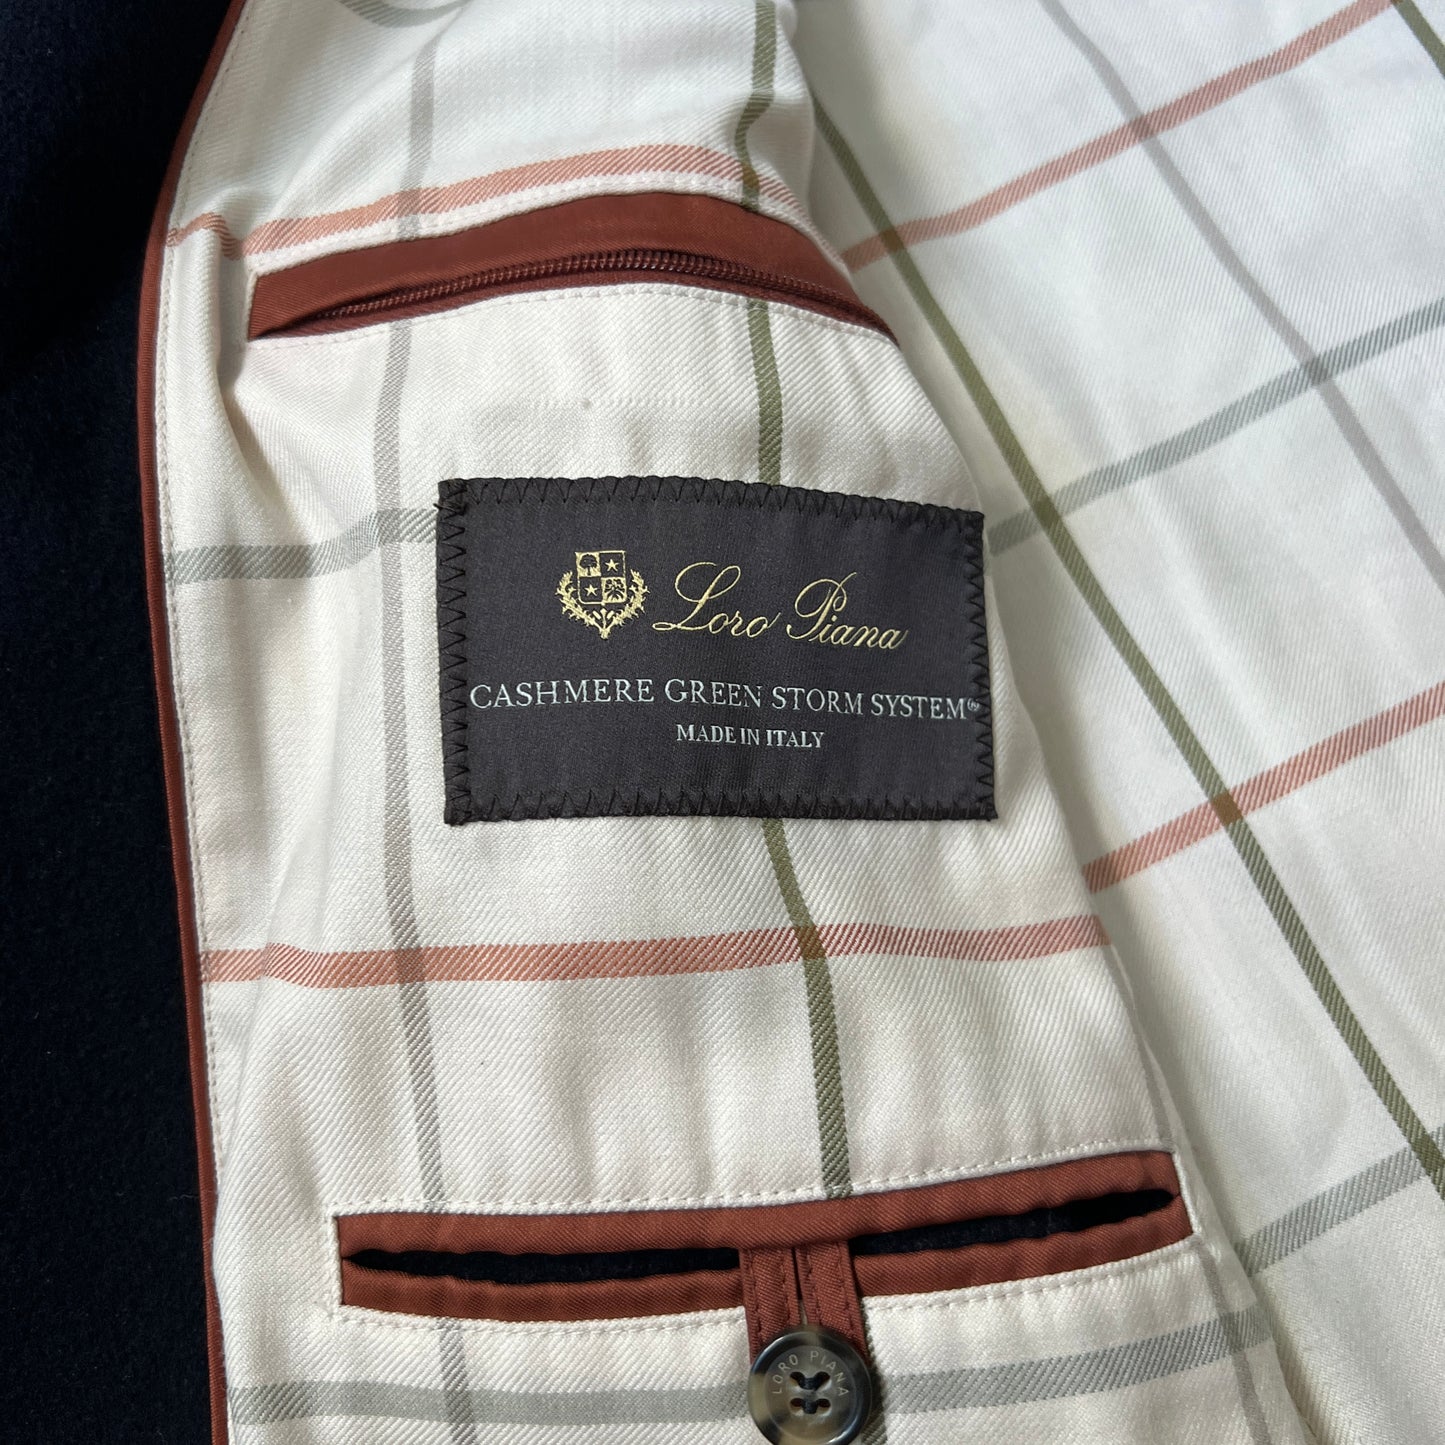 Loro Piana
CASHMERE GREEN STORM SYSTEM®
MADE IN ITALY
LORO PIANA